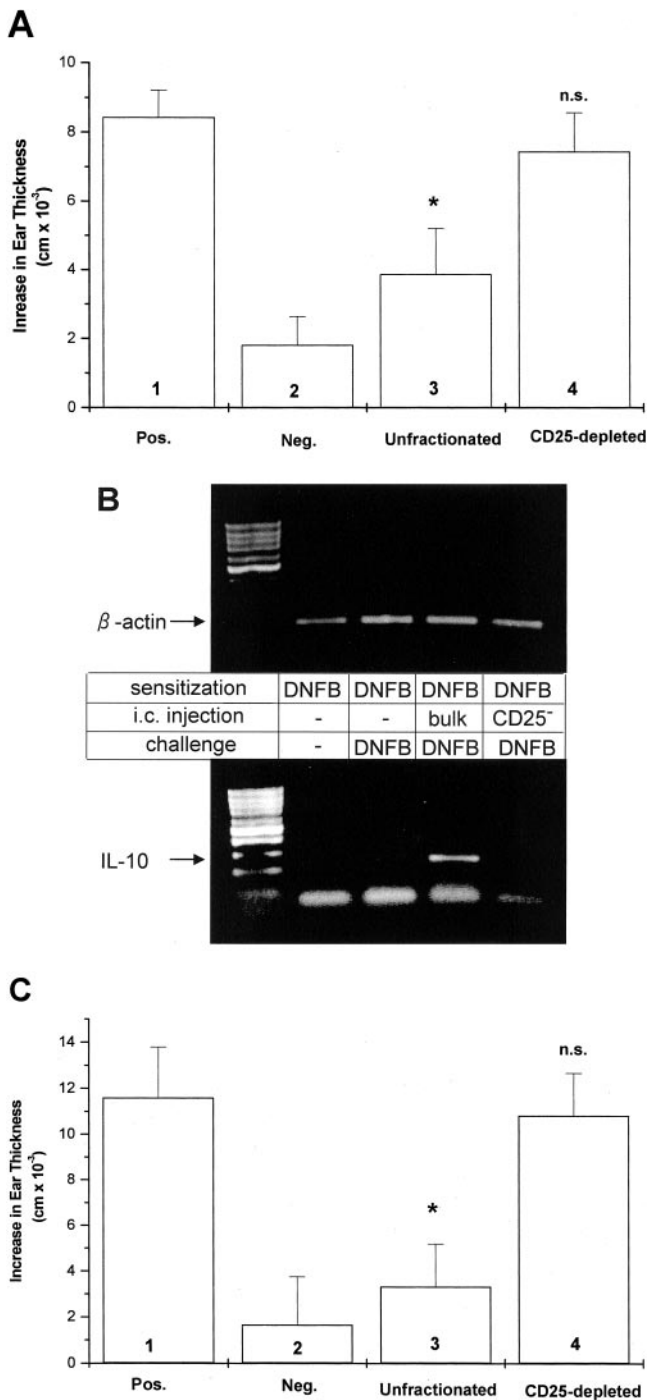 A
Inrease in Ear Thickness
(cm x 10-3)
10
8
6
4
2
0
n.s.
*
1
2
3
4
Pos.
Neg.
Unfractionated
CD25-depleted
B
β-actin
sensitization DNFB DNFB DNFB DNFB
i.c. injection - - bulk CD25-
challenge - DNFB DNFB DNFB
IL-10
C
Increase in Ear Thickness
(cm x 10-3)
14
12
10
8
6
4
2
0
n.s.
*
1
2
3
4
Pos.
Neg.
Unfractionated
CD25-depleted